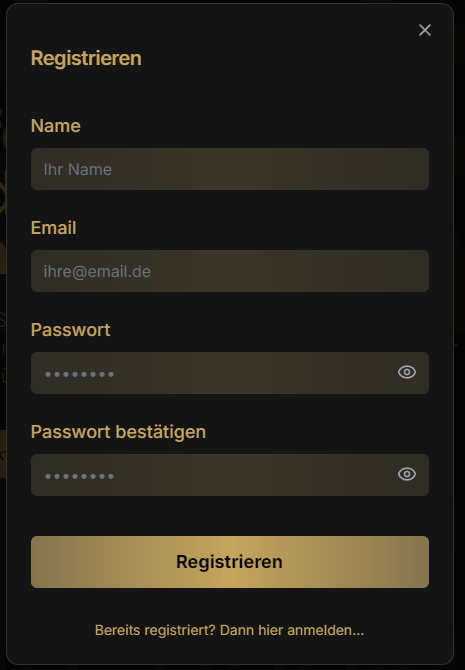 Registrieren
Name
Ihr Name
Email
ihre@email.de
Passwort
••••••••
Passwort bestätigen
••••••••
Registrieren
Bereits registriert? Dann hier anmelden...